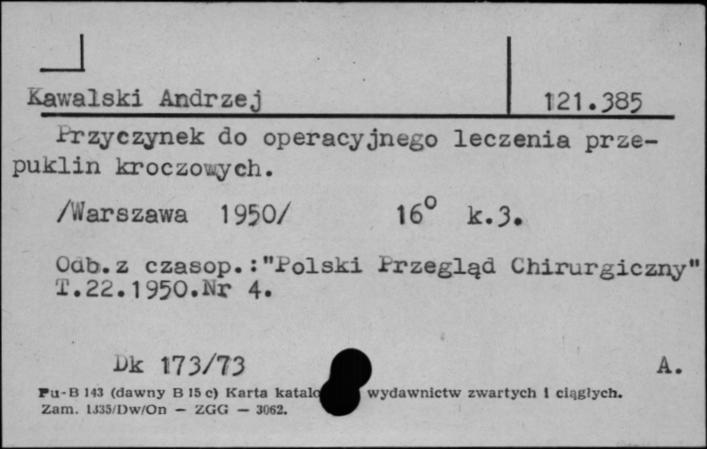 Kawalski Andrzej 121.385
Przyczynek do operacyjnego leczenia prze-
puklin kroczowych.
/Warszawa 1950/ 16° k.3.
Odb.z czasop.:"Polski Przegląd Chirurgiczny"
T.22.1950.Nr 4.
Dk 173/73 A.
Pu-B 143 (dawny B 15 c) Karta katalo wydawnictw zwartych i ciągłych.
Zam. 1335/Dw/On — ZGG — 3062.